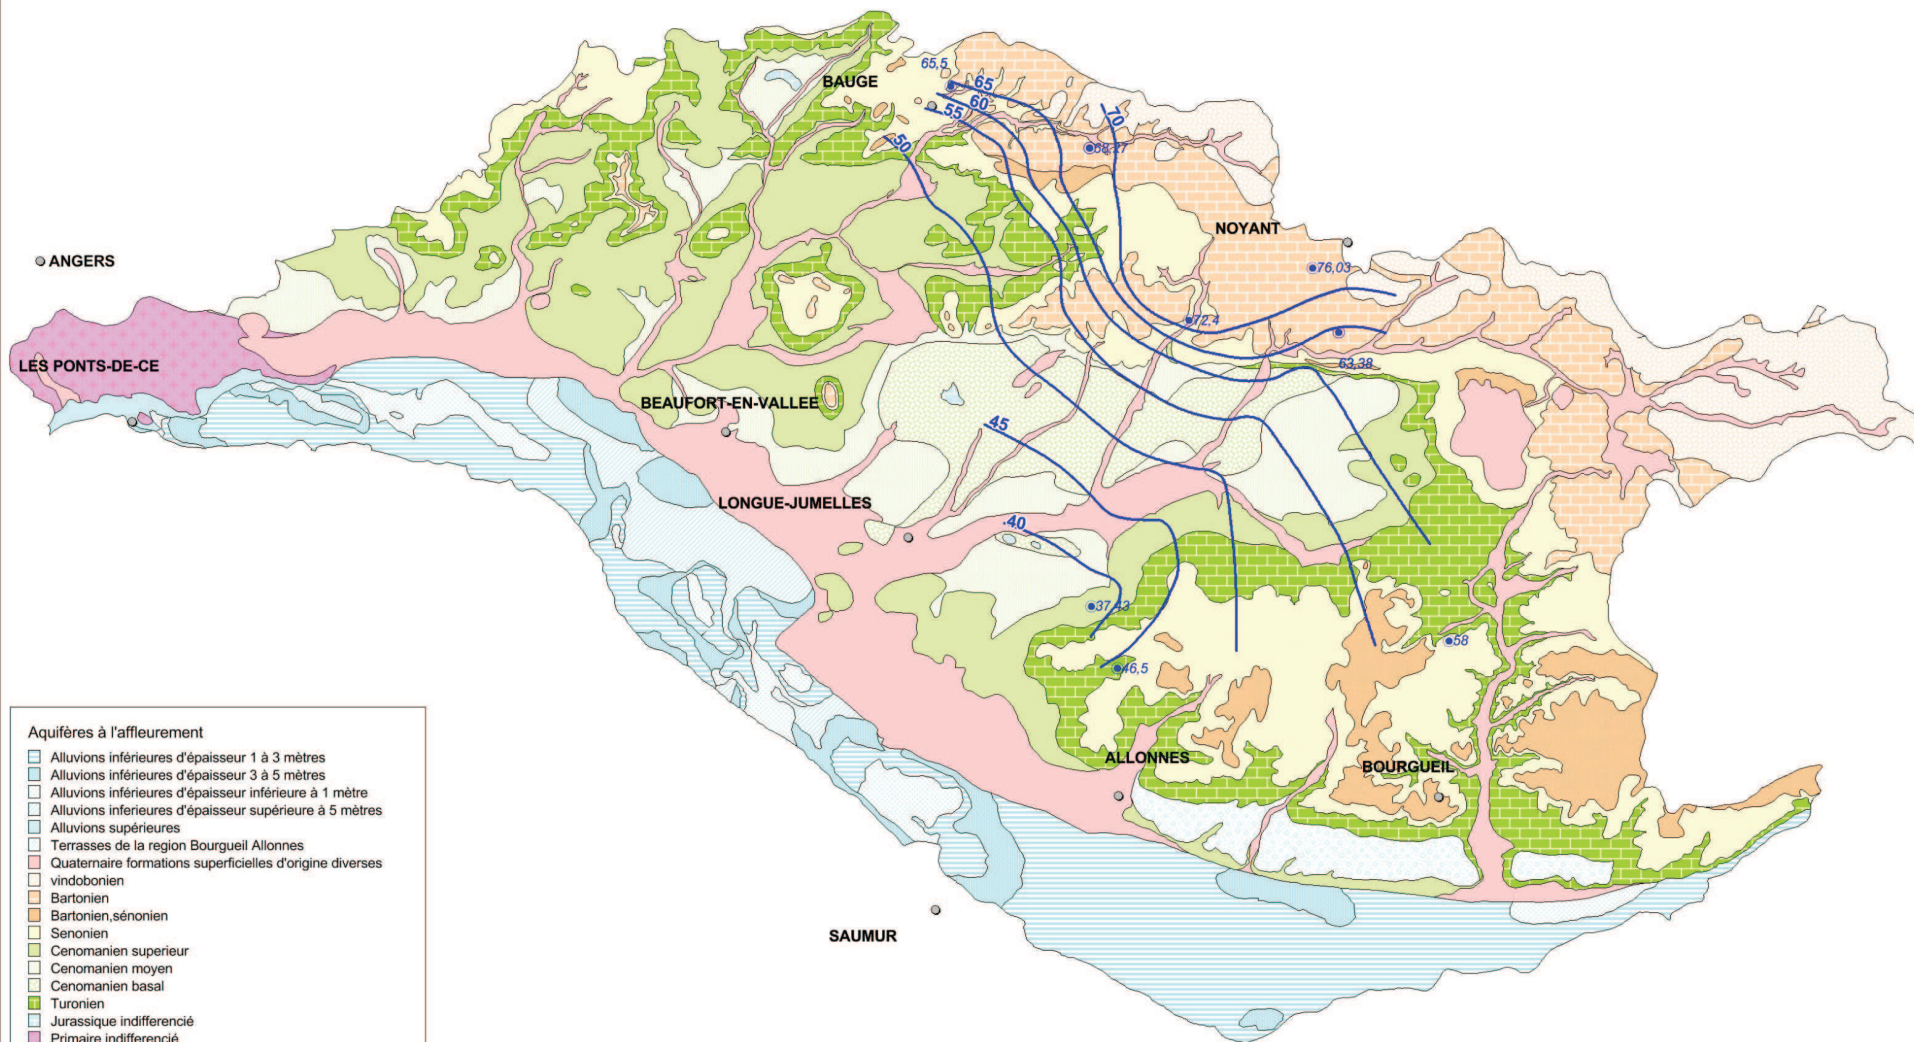 65,5
BAUGE
65
60
55
50
70
68,27
NOYANT
ANGERS
76,03
72,4
LES PONTS-DE-CE
63,38
BEAUFORT-EN-VALLEE
45
LONGUE-JUMELLES
40
37,43
58
46,5
ALLONNES
BOURGUEIL
SAUMUR
Aquifères à l'affleurement
Alluvions inférieures d'épaisseur 1 à 3 mètres
Alluvions inférieures d'épaisseur 3 à 5 mètres
Alluvions inférieures d'épaisseur inférieure à 1 mètre
Alluvions inferieures d'épaisseur supérieure à 5 mètres
Alluvions supérieures
Terrasses de la region Bourgueil Allonnes
Quaternaire formations superficielles d'origine diverses
vindobonien
Bartonien
Bartonien,sénonien
Senonien
Cenomanien superieur
Cenomanien moyen
Cenomanien basal
Turonien
Jurassique indifferencié
Primaire indifferencié